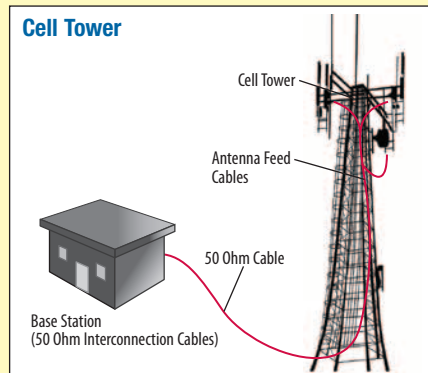 Cell Tower
Cell Tower
Antenna Feed
Cables
50 Ohm Cable
Base Station
(50 Ohm Interconnection Cables)